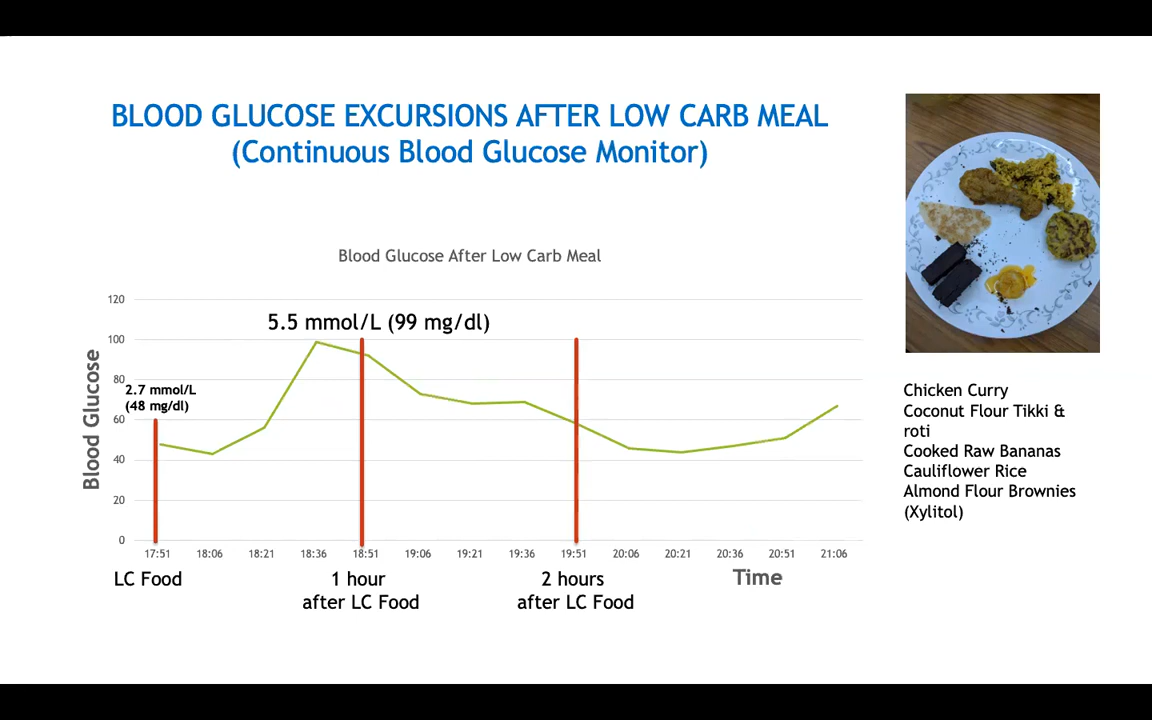 BLOOD GLUCOSE EXCURSIONS AFTER LOW CARB MEAL
(Continuous Blood Glucose Monitor)
Blood Glucose After Low Carb Meal
120
100
80
60
40
20
0
Blood Glucose
5.5 mmol/L (99 mg/dl)
2.7 mmol/L
(48 mg/dl)
17:51 18:06 18:21 18:36 18:51 19:06 19:21 19:36 19:51 20:06 20:21 20:36 20:51 21:06
LC Food
1 hour
after LC Food
2 hours
after LC Food
Time
Chicken Curry
Coconut Flour Tikki &
roti
Cooked Raw Bananas
Cauliflower Rice
Almond Flour Brownies
(Xylitol)